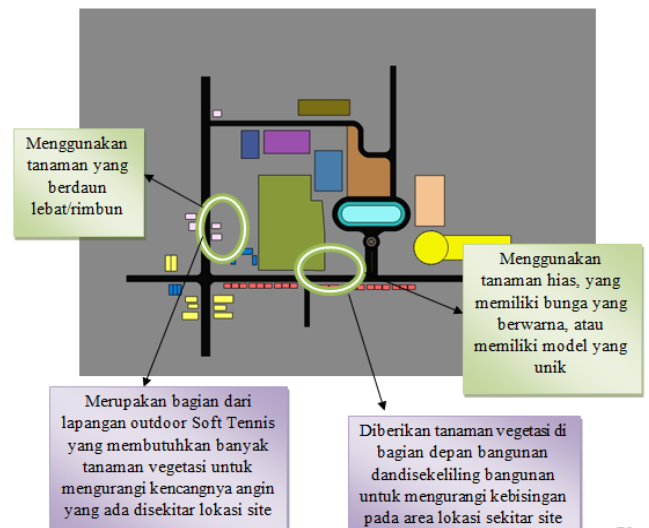 Menggunakan
tanaman yang
berdaun
lebat/rimbun
Menggunakan
tanaman hias, yang
memiliki bunga yang
berwarna, atau
memiliki model yang
unik
Merupakan bagian dari
lapangan outdoor Soft Tennis
yang membutuhkan banyak
tanaman vegetasi untuk
mengurangi kencangnya angin
yang ada disekitar lokasi site
Diberikan tanaman vegetasi di
bagian depan bangunan
dandisekeliling bangunan
untuk mengurangi kebisingan
pada area lokasi sekitar site